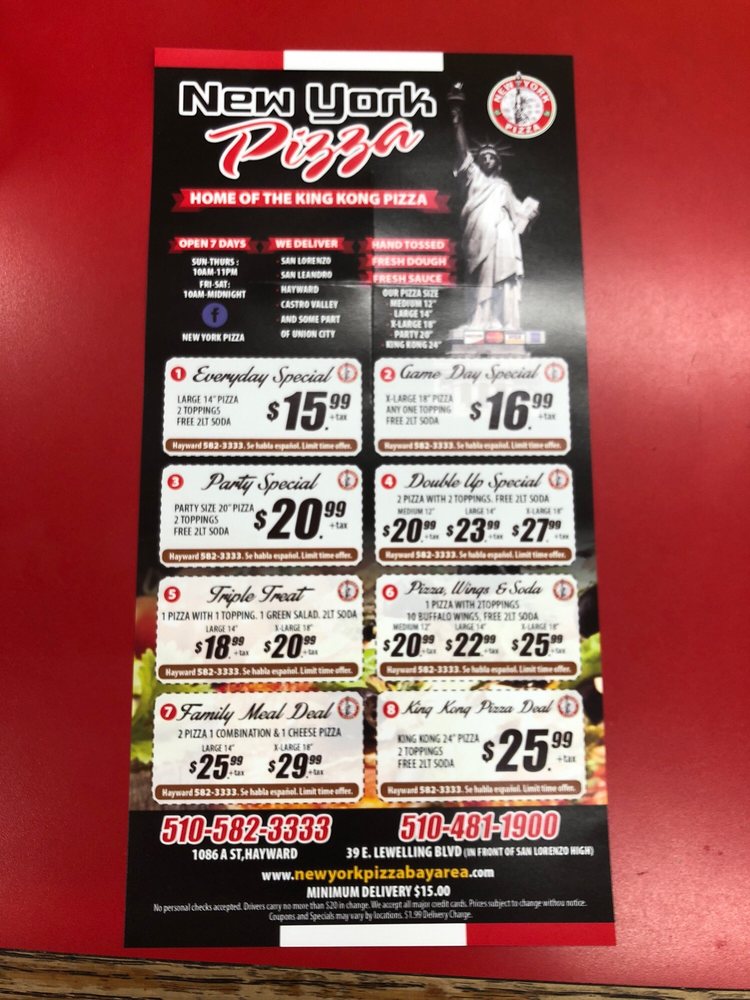 New York
Pizza
NEW YORK
PIZZA
HOME OF THE KING KONG PIZZA
OPEN 7 DAYS
SUN-THURS :
10AM-11PM
FRI-SAT:
10AM-MIDNIGHT
f
NEW YORK PIZZA
WE DELIVER
SAN LORENZO
SAN LEANDRO
HAYWARD
CASTRO VALLEY
AND SOME PART
OF UNION CITY
HAND TOSSED
FRESH DOUGH
FRESH SAUCE
OUR PIZZA SIZE
MEDIUM 12"
LARGE 14"
X-LARGE 18"
PARTY 20"
KING KONG 24"
1 Everyday Special
LARGE 14" PIZZA
2 TOPPINGS
FREE 2LT SODA
$15.99 +tax
Hayward 582-3333. Se habla español. Limit time offer.
2 Game Day Special
X-LARGE 18" PIZZA
ANY ONE TOPPING
FREE 2LT SODA
$16.99 +tax
Hayward 582-3333. Se habla español. Limit time offer.
3 Party Special
PARTY SIZE 20" PIZZA
2 TOPPINGS
FREE 2LT SODA
$20.99 +tax
Hayward 582-3333. Se habla español. Limit time offer.
4 Double Up Special
2 PIZZA WITH 2 TOPPINGS. FREE 2LT SODA
MEDIUM 12" LARGE 14" X-LARGE 18"
$20.99 +tax $23.99 +tax $27.99 +tax
Hayward 582-3333. Se habla español. Limit time offer.
5 Triple Treat
1 PIZZA WITH 1 TOPPING. 1 GREEN SALAD. 2LT SODA
LARGE 14" X-LARGE 18"
$18.99 +tax $20.99 +tax
Hayward 582-3333. Se habla español. Limit time offer.
6 Pizza, Wings & Soda
1 PIZZA WITH 2TOPPINGS
10 BUFFALO WINGS, FREE 2LT SODA
MEDIUM 12" LARGE 14" X-LARGE 18"
$20.99 +tax $22.99 +tax $25.99 +tax
Hayward 582-3333. Se habla español. Limit time offer.
7 Family Meal Deal
2 PIZZA 1 COMBINATION & 1 CHEESE PIZZA
LARGE 14" X-LARGE 18"
$25.99 +tax $29.99 +tax
Hayward 582-3333. Se habla español. Limit time offer.
8 King Kong Pizza Deal
KING KONG 24" PIZZA
2 TOPPINGS
FREE 2LT SODA
$25.99 +tax
Hayward 582-3333. Se habla español. Limit time offer.
510-582-3333
1086 A ST, HAYWARD
510-481-1900
39 E. LEWELLING BLVD (IN FRONT OF SAN LORENZO HIGH)
www.newyorkpizzabayarea.com
MINIMUM DELIVERY $15.00
No personal checks accepted. Drivers carry no more than $20 in change. We accept all major credit cards. Prices subject to change withou notice.
Coupons and Specials may vary by locations. $1.99 Delivery Charge.